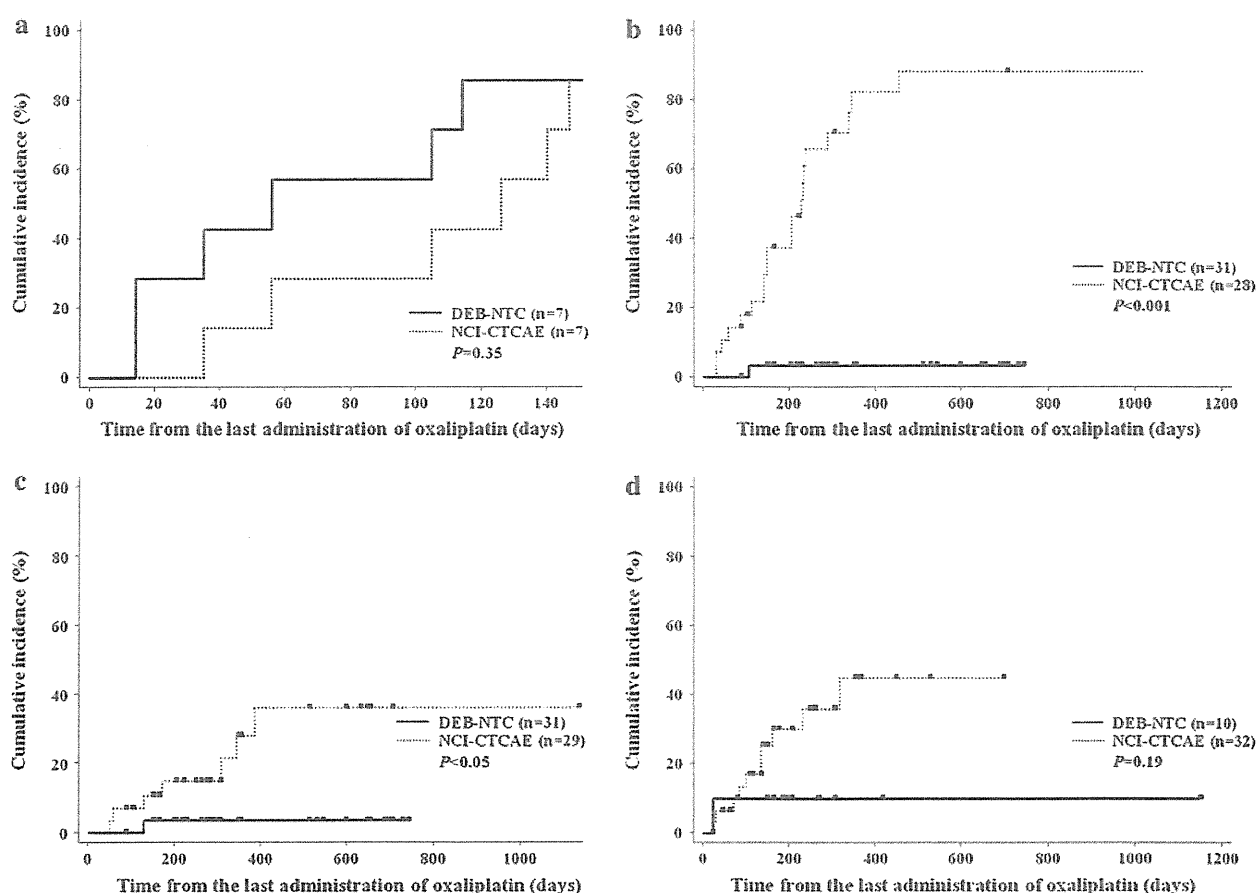 a
100
80
60
40
20
0
Cumulative incidence (%)
DEB-NTC (n=7)
NCI-CTCAE (n=7)
P=0.35
0 20 40 60 80 100 120 140
Time from the last administration of oxaliplatin (days)
b
100
80
60
40
20
0
Cumulative incidence (%)
DEB-NTC (n=31)
NCI-CTCAE (n=28)
P<0.001
0 200 400 600 800 1000 1200
Time from the last administration of oxaliplatin (days)
c
100
80
60
40
20
0
Cumulative incidence (%)
DEB-NTC (n=31)
NCI-CTCAE (n=29)
P<0.05
0 200 400 600 800 1000
Time from the last administration of oxaliplatin (days)
d
100
80
60
40
20
0
Cumulative incidence (%)
DEB-NTC (n=10)
NCI-CTCAE (n=32)
P=0.19
0 200 400 600 800 1000 1200
Time from the last administration of oxaliplatin (days)